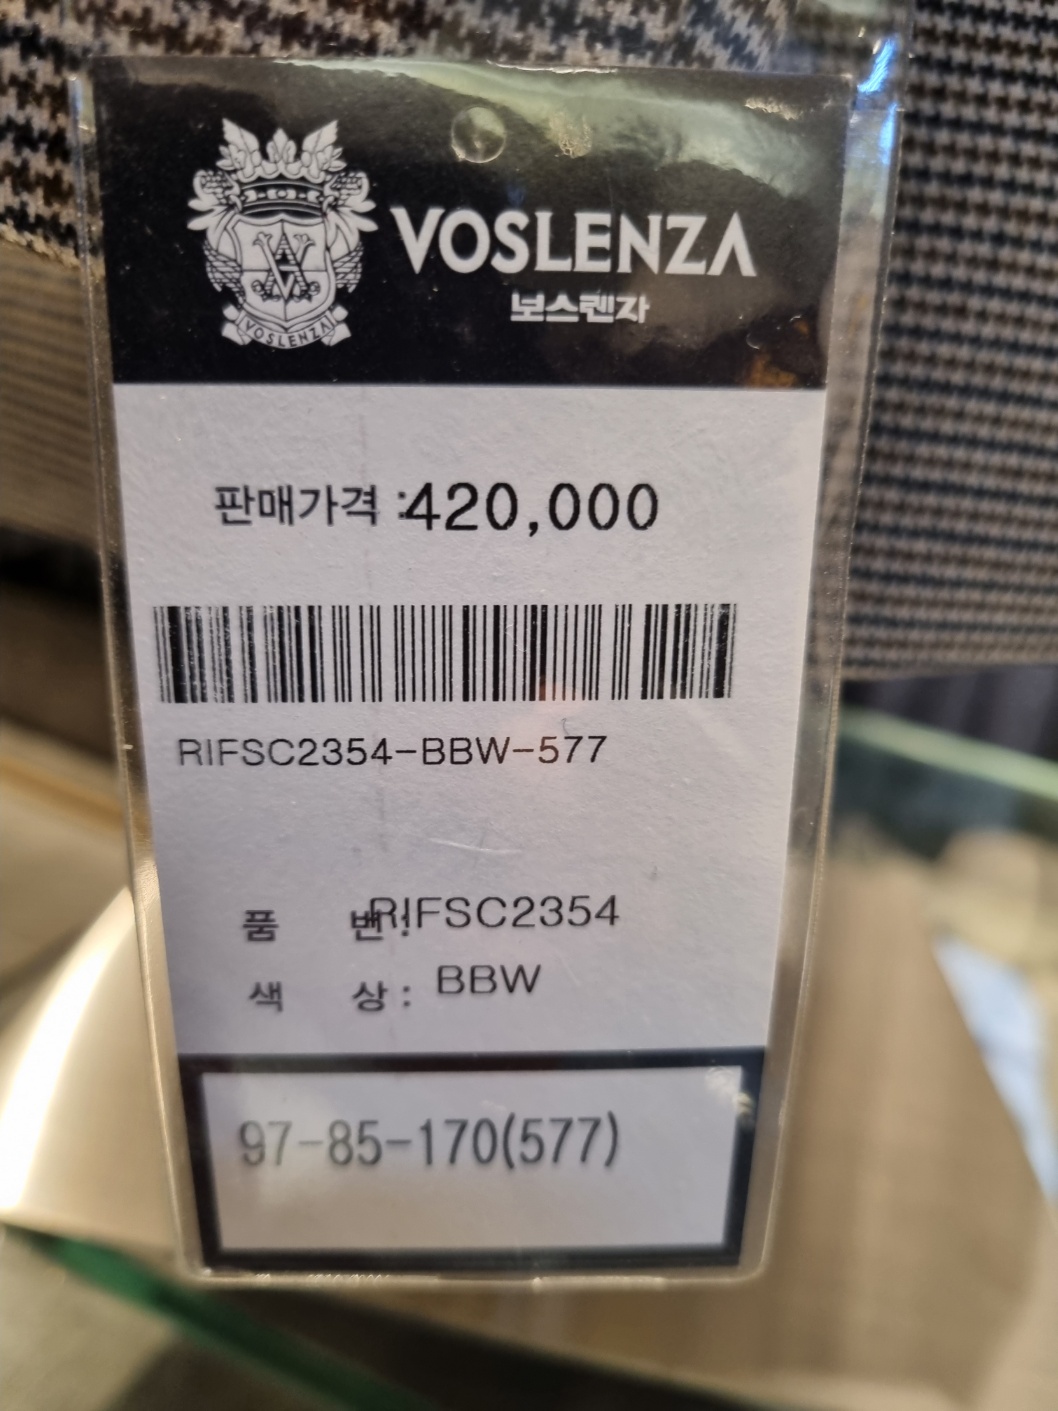 VOSLENZA
VOSLENZA
보스렌자
판매가격 :420,000
RIFSC2354-BBW-577
품 번: RIFSC2354
색 상 : BBW
97-85-170(577)